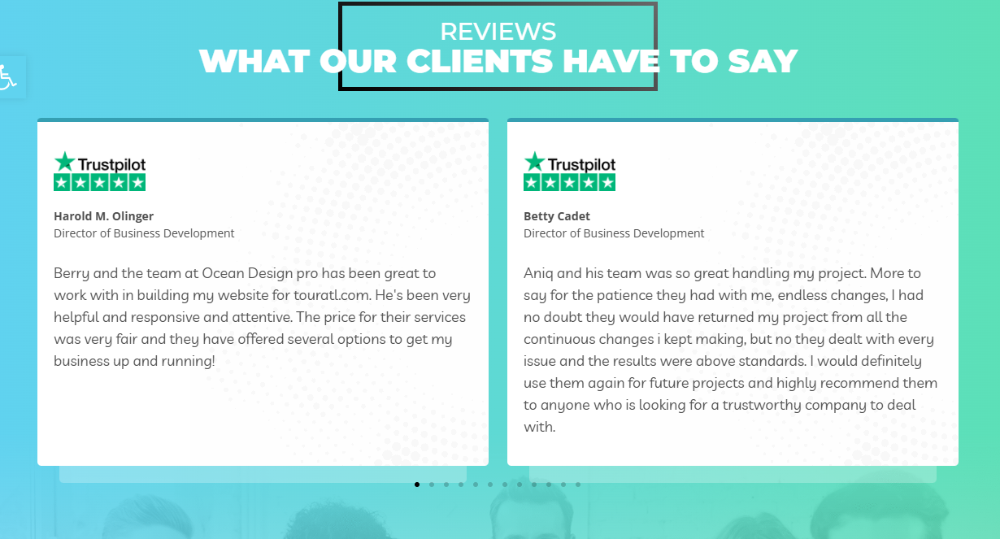 REVIEWS
WHAT OUR CLIENTS HAVE TO SAY
Trustpilot
Harold M. Olinger
Director of Business Development
Berry and the team at Ocean Design pro has been great to
work with in building my website for touratl.com. He's been very
helpful and responsive and attentive. The price for their services
was very fair and they have offered several options to get my
business up and running!
Trustpilot
Betty Cadet
Director of Business Development
Aniq and his team was so great handling my project. More to
say for the patience they had with me, endless changes, I had
no doubt they would have returned my project from all the
continuous changes i kept making, but no they dealt with every
issue and the results were above standards. I would definitely
use them again for future projects and highly recommend them
to anyone who is looking for a trustworthy company to deal
with.